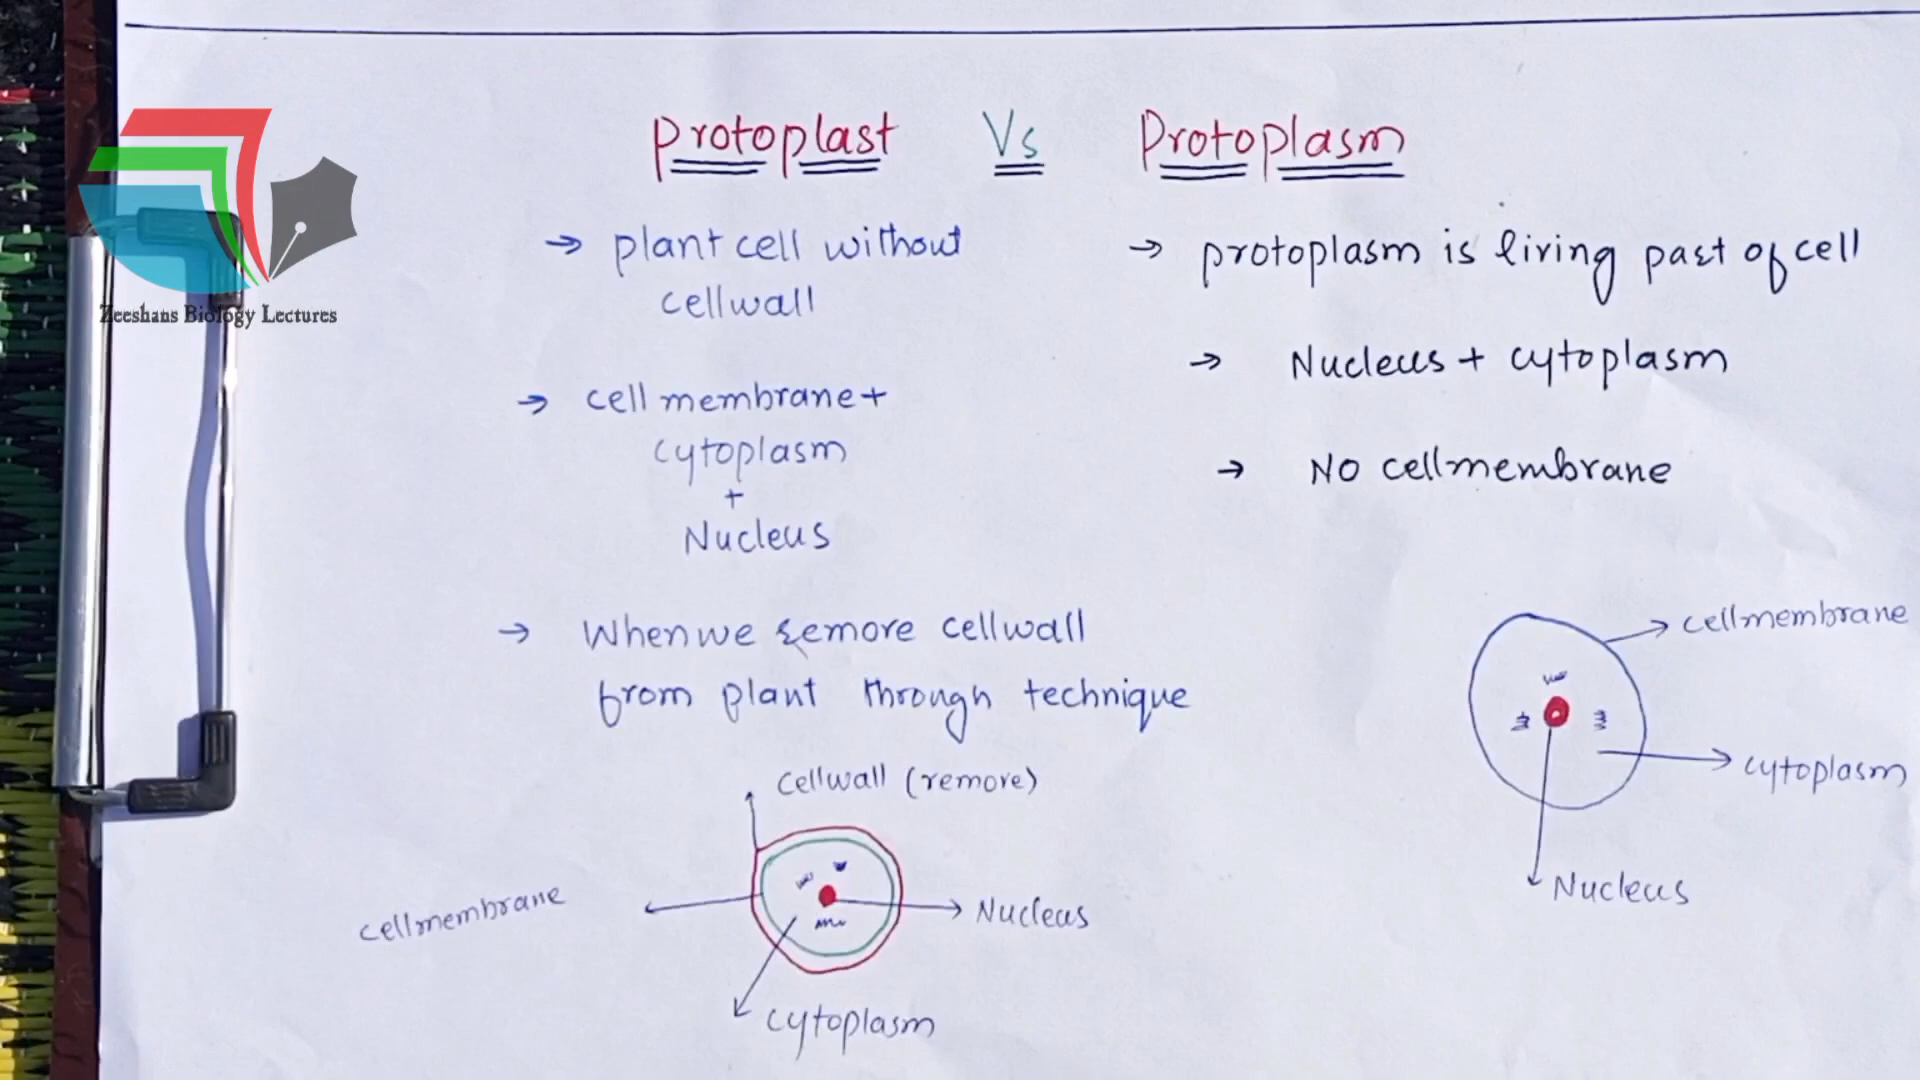 Protoplast Vs Protoplasm
Zeeshans Biology Lectures
→ plant cell without
cellwall
→ cell membrane +
cytoplasm
+
Nucleus
→ When we remove cellwall
from plant through technique
cellwall (remove)
cellmembrane
Nucleus
cytoplasm
→ protoplasm is living part of cell
→ Nucleus + cytoplasm
→ No cellmembrane
cellmembrane
cytoplasm
Nucleus